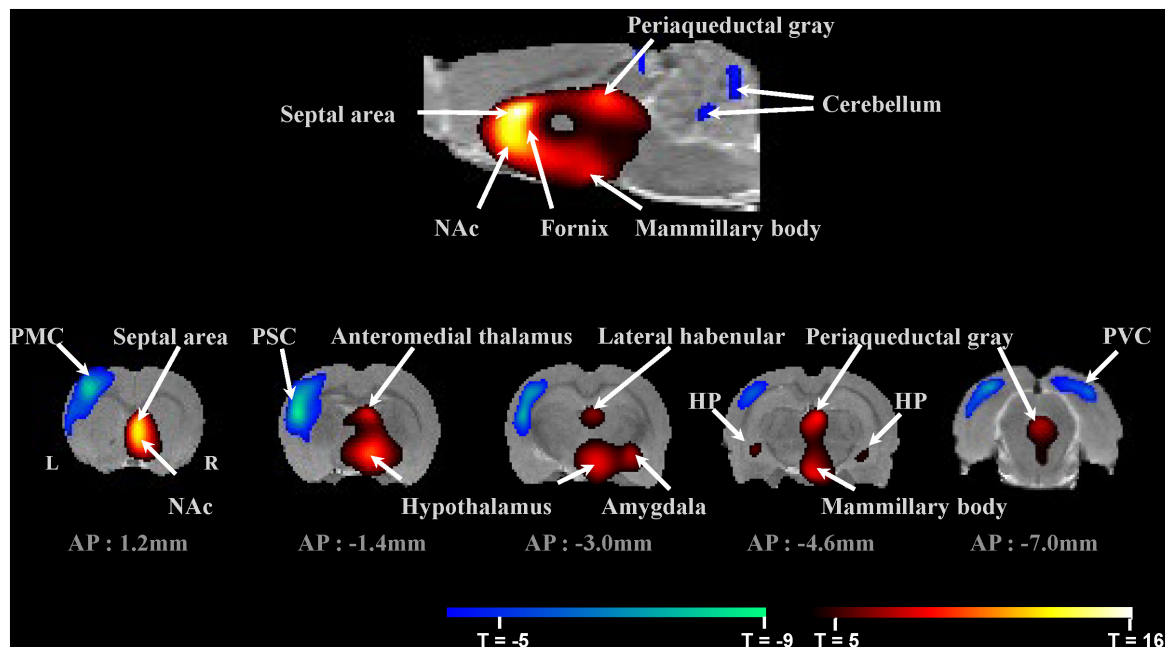 Periaqueductal gray
Septal area
Cerebellum
NAc Fornix Mammillary body
PMC Septal area PSC Anteromedial thalamus Lateral habenular Periaqueductal gray PVC
HP HP
L R
NAc Hypothalamus Amygdala Mammillary body
AP : 1.2mm AP : -1.4mm AP : -3.0mm AP : -4.6mm AP : -7.0mm
T = -5 T = -9 T = 5 T = 16